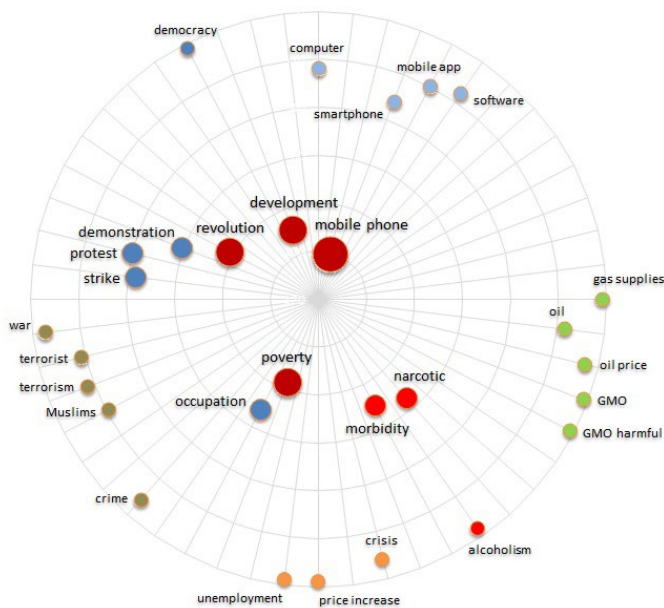 democracy
computer
mobile app
software
smartphone
development
mobile phone
demonstration
revolution
protest
strike
gas supplies
oil
war
terrorist
poverty
oil price
narcotic
terrorism
occupation
GMO
Muslims
morbidity
GMO harmful
crime
crisis
alcoholism
unemployment
price increase